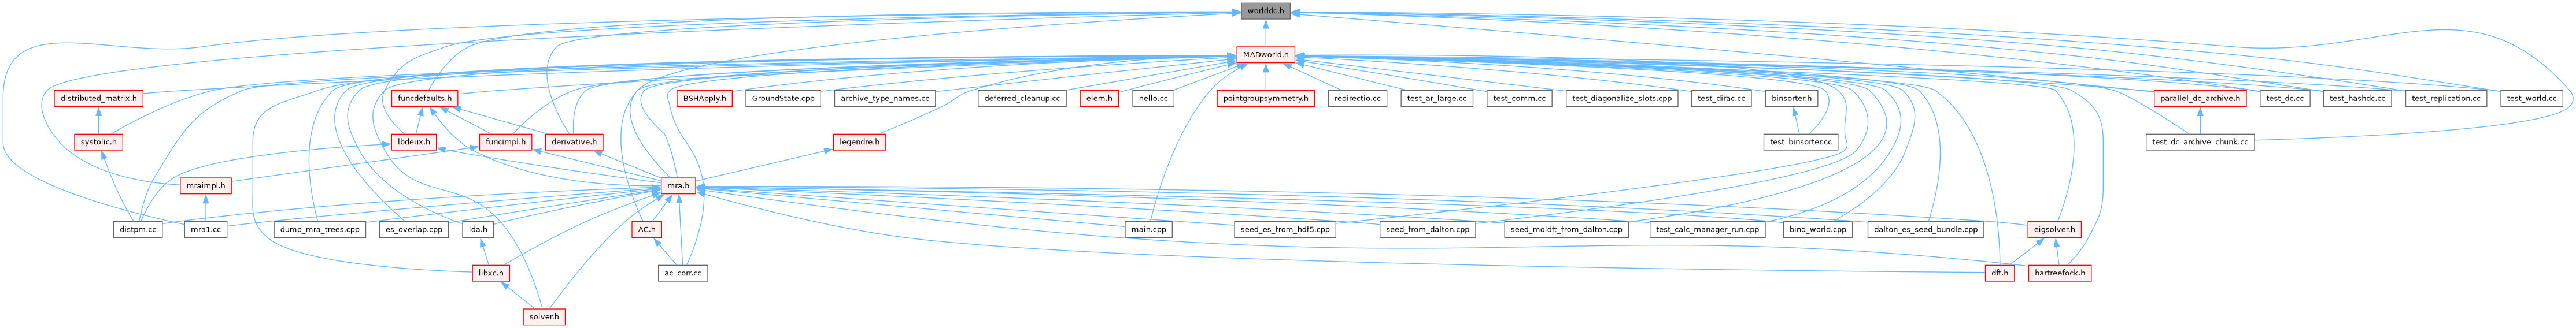 worlddc.h
MADworld.h
distributed_matrix.h
funcdefaults.h
BSHApply.h
GroundState.cpp
archive_type_names.cc
deferred_cleanup.cc
elem.h
hello.cc
pointgroupsymmetry.h
redirectio.cc
test_ar_large.cc
test_comm.cc
test_diagonalize_slots.cpp
test_dirac.cc
binsorter.h
parallel_dc_archive.h
test_dc.cc
test_hashdc.cc
test_replication.cc
test_world.cc
systolic.h
lbdeux.h
funcimpl.h
derivative.h
legendre.h
test_binsorter.cc
test_dc_archive_chunk.cc
mraimpl.h
mra.h
distpm.cc
mra1.cc
dump_mra_trees.cpp
es_overlap.cpp
lda.h
AC.h
main.cpp
seed_es_from_hdf5.cpp
seed_from_dalton.cpp
seed_moldft_from_dalton.cpp
test_calc_manager_run.cpp
bind_world.cpp
dalton_es_seed_bundle.cpp
eigsolver.h
libxc.h
ac_corr.cc
dft.h
hartreefock.h
solver.h